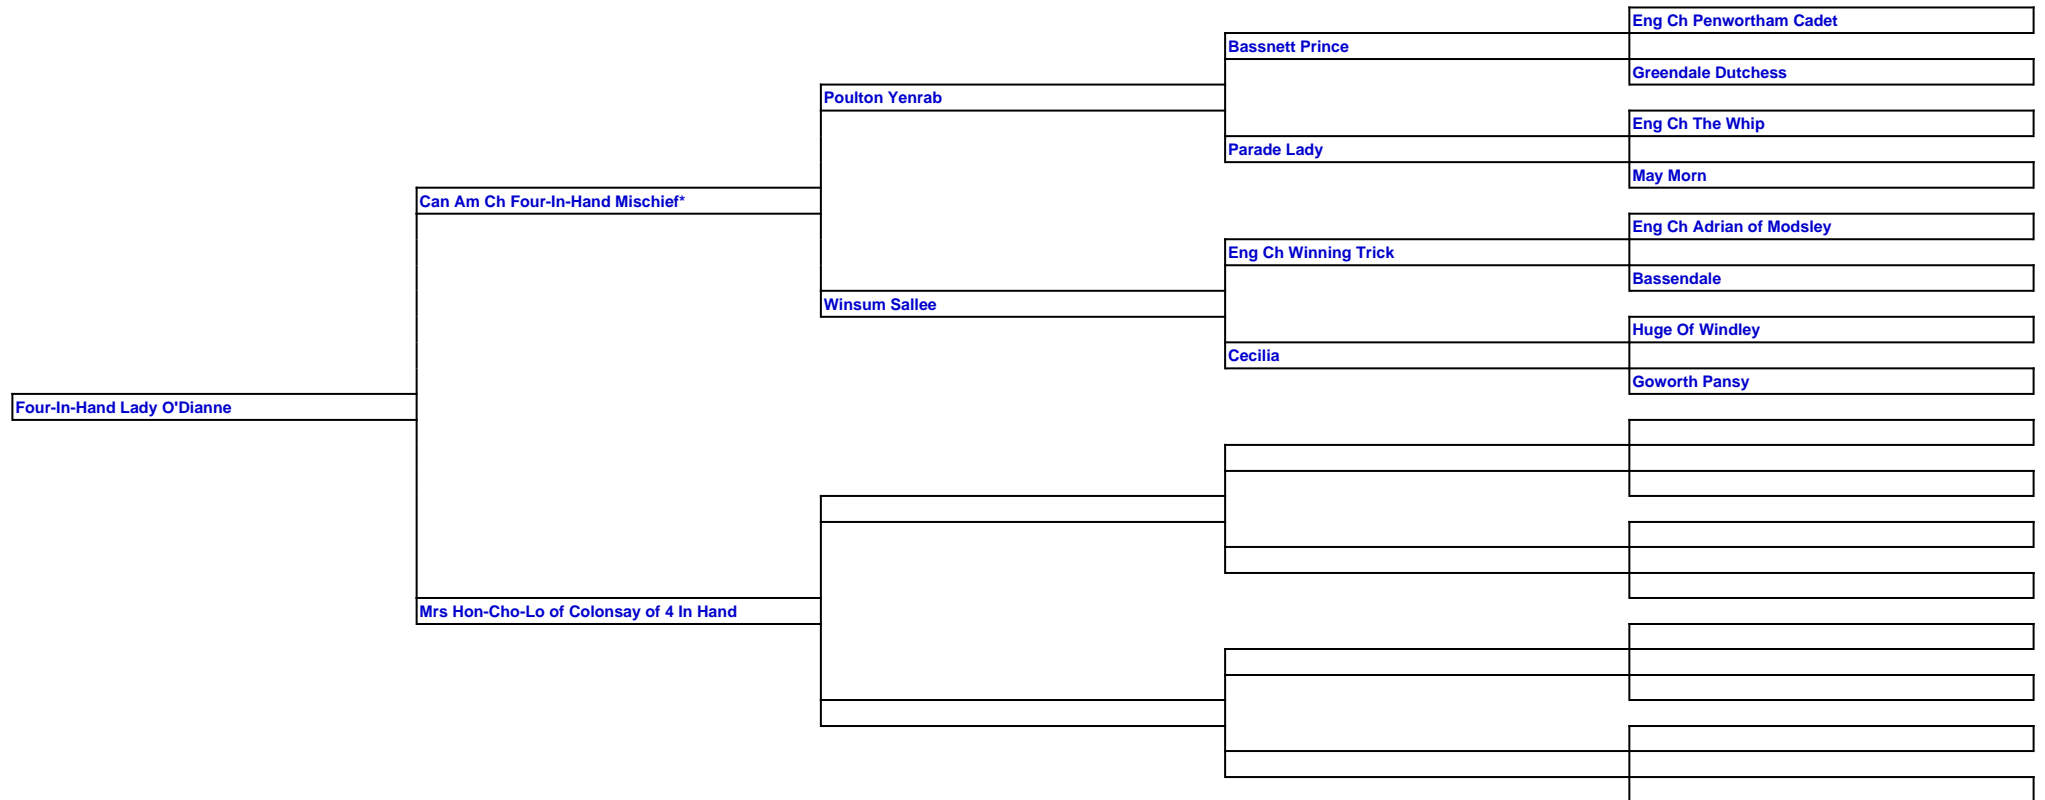 Eng Ch Penwortham Cadet
Bassnett Prince
Greendale Dutchess
Poulton Yenrab
Eng Ch The Whip
Parade Lady
May Morn
Can Am Ch Four-In-Hand Mischief*
Eng Ch Adrian of Modsley
Eng Ch Winning Trick
Bassendale
Winsum Sallee
Huge Of Windley
Cecilia
Goworth Pansy
Four-In-Hand Lady O'Dianne
Mrs Hon-Cho-Lo of Colonsay of 4 In Hand